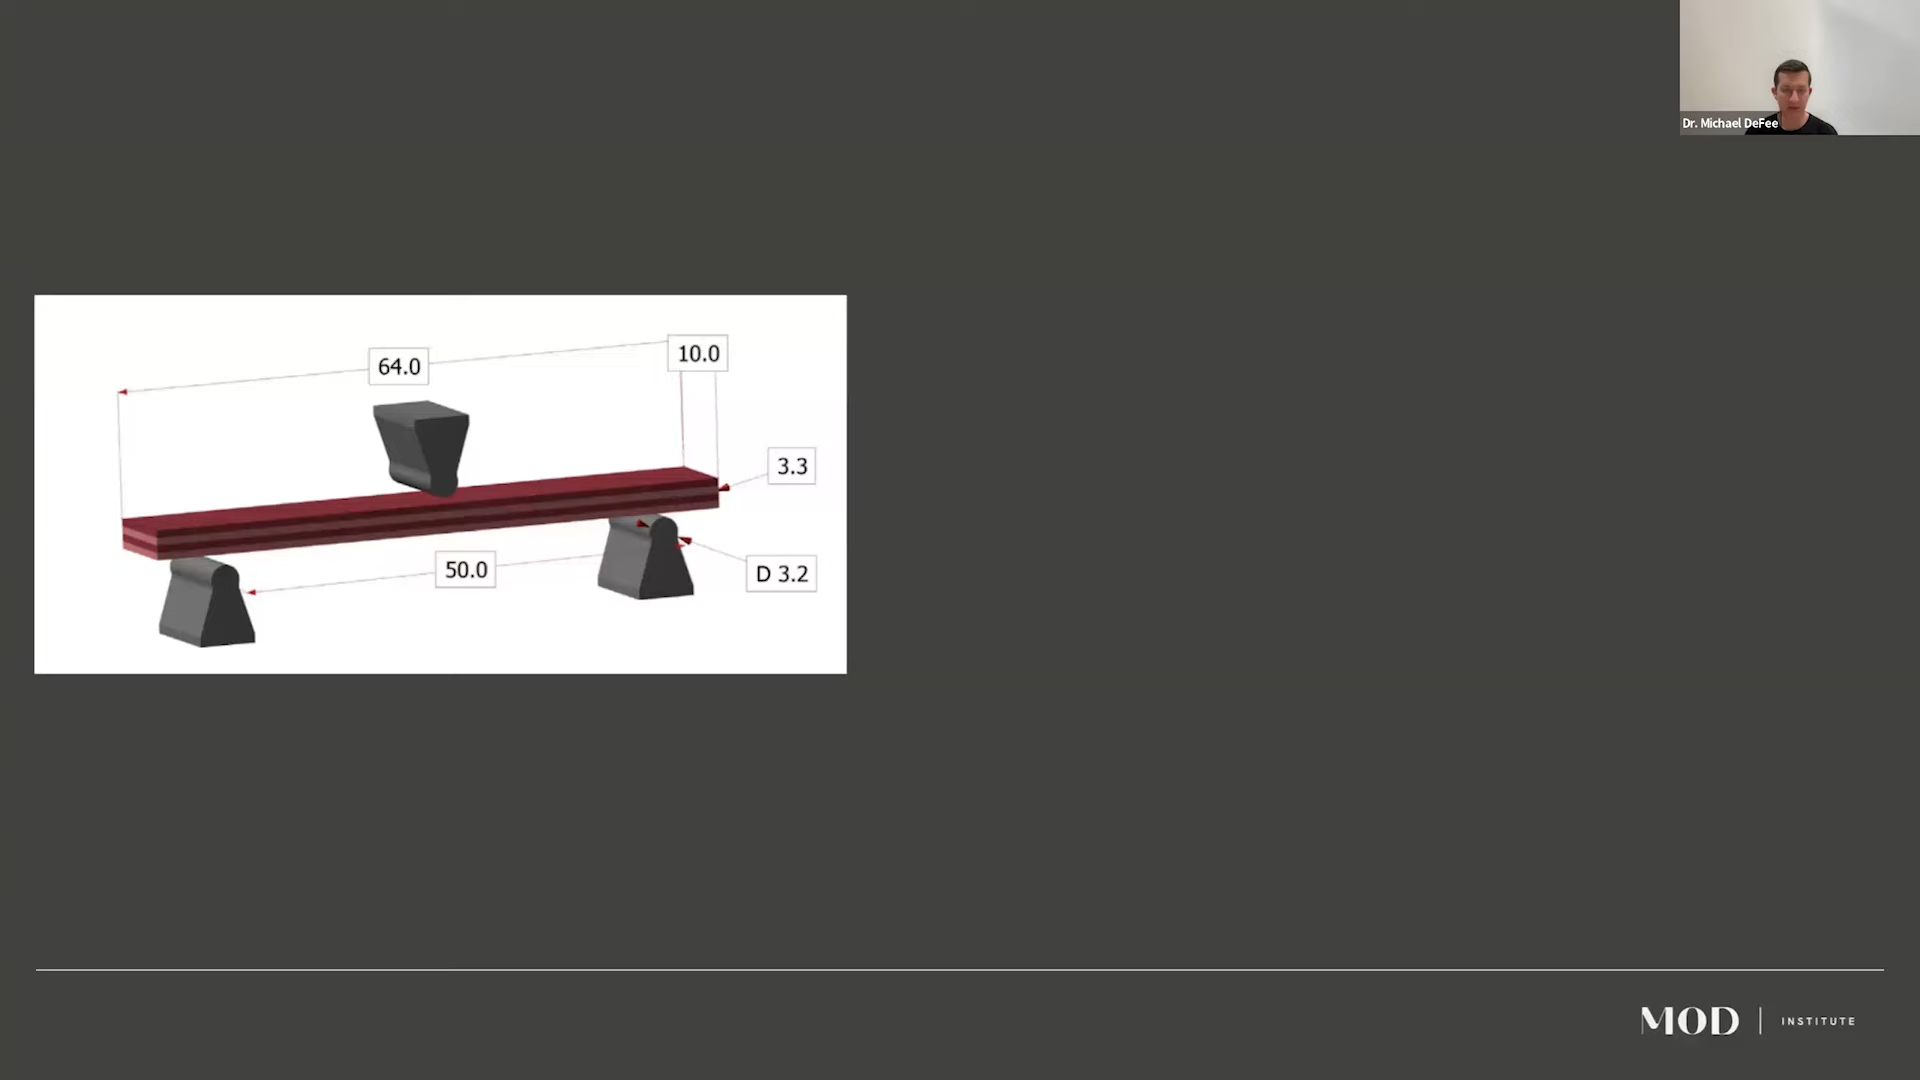 Dr. Michael DeFee
64.0
10.0
3.3
50.0
D 3.2
MOD | INSTITUTE